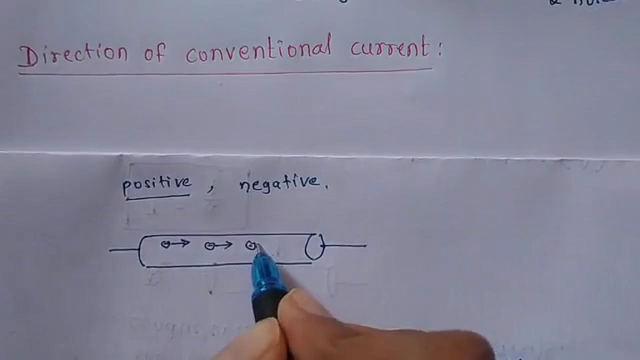 Direction of conventional current:
positive, negative.